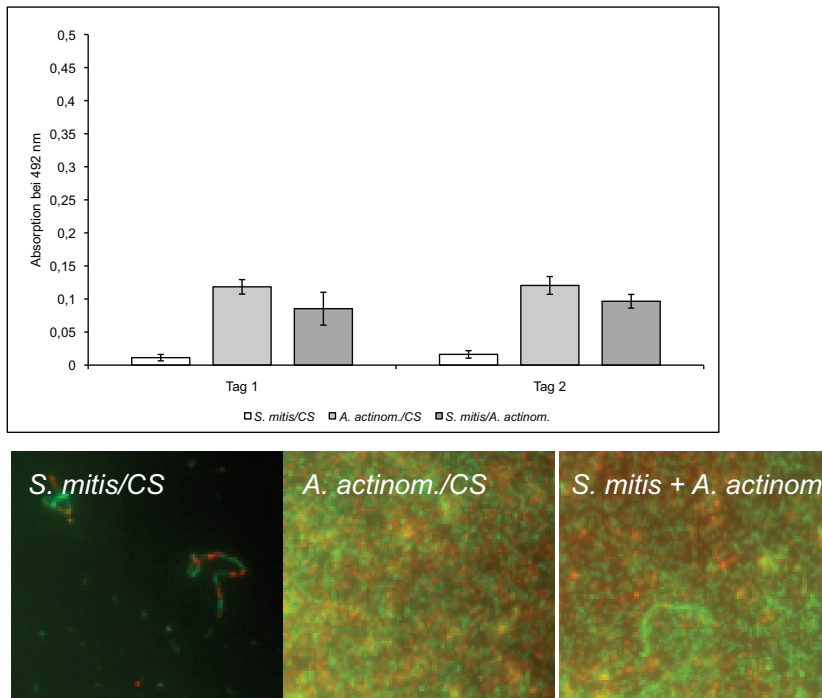 0,5
0,45
0,4
0,35
0,3
0,25
0,2
0,15
0,1
0,05
0
Absorption bei 492 nm
Tag 1 Tag 2
S. mitis/CS A. actinom./CS S. mitis/A. actinom.
S. mitis/CS A. actinom./CS S. mitis + A. actinom